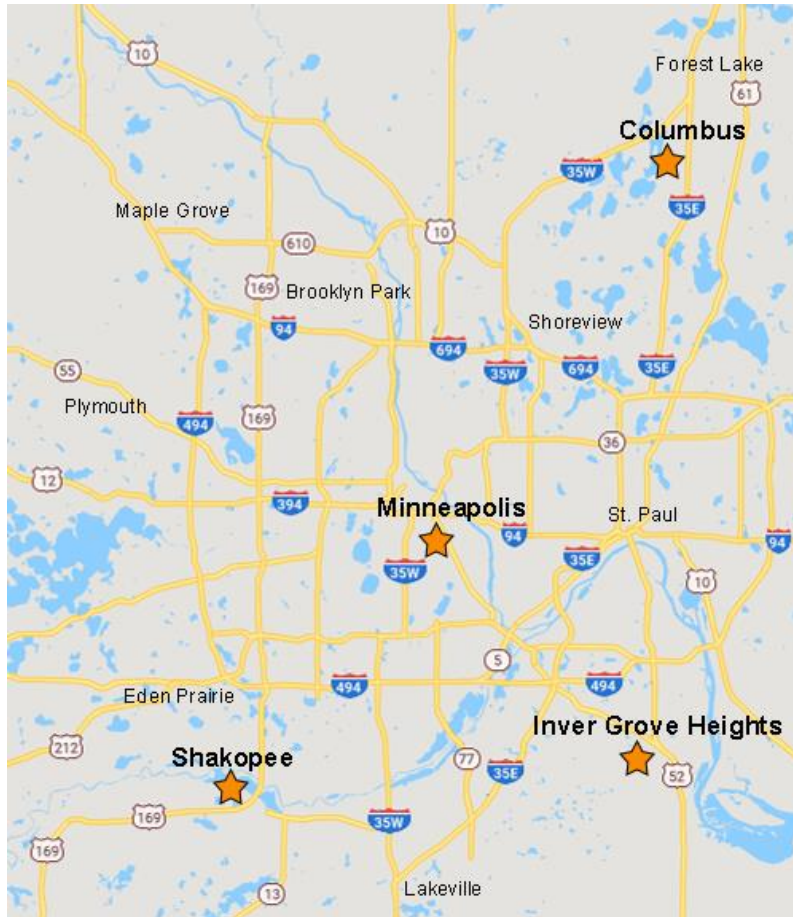 10
Forest Lake
61
Columbus
35W
35E
Maple Grove
10
610
169
Brooklyn Park
94
Shoreview
694
35W
694
35E
55
Plymouth
494
169
36
12
394
Minneapolis
St. Paul
94
94
35W
35E
10
5
Eden Prairie
494
494
212
Shakopee
Inver Grove Heights
77
35E
52
169
35W
169
13
Lakeville